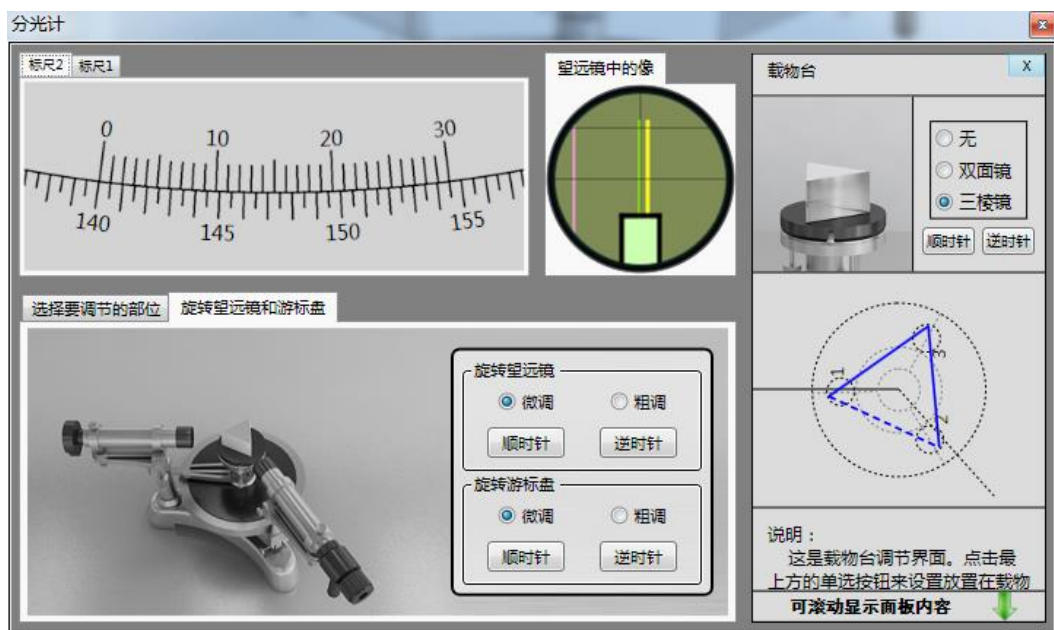 分光计
x
标尺2 标尺1
0 10 20 30
140 145 150 155
望远镜中的像
载物台 X
无
双面镜
三棱镜
顺时针 逆时针
选择要调节的部位 旋转望远镜和游标盘
旋转望远镜
微调 粗调
顺时针 逆时针
旋转游标盘
微调 粗调
顺时针 逆时针
1
3
2
说明：
这是载物台调节界面。点击最
上方的单选按钮来设置放置在载物
可滚动显示面板内容